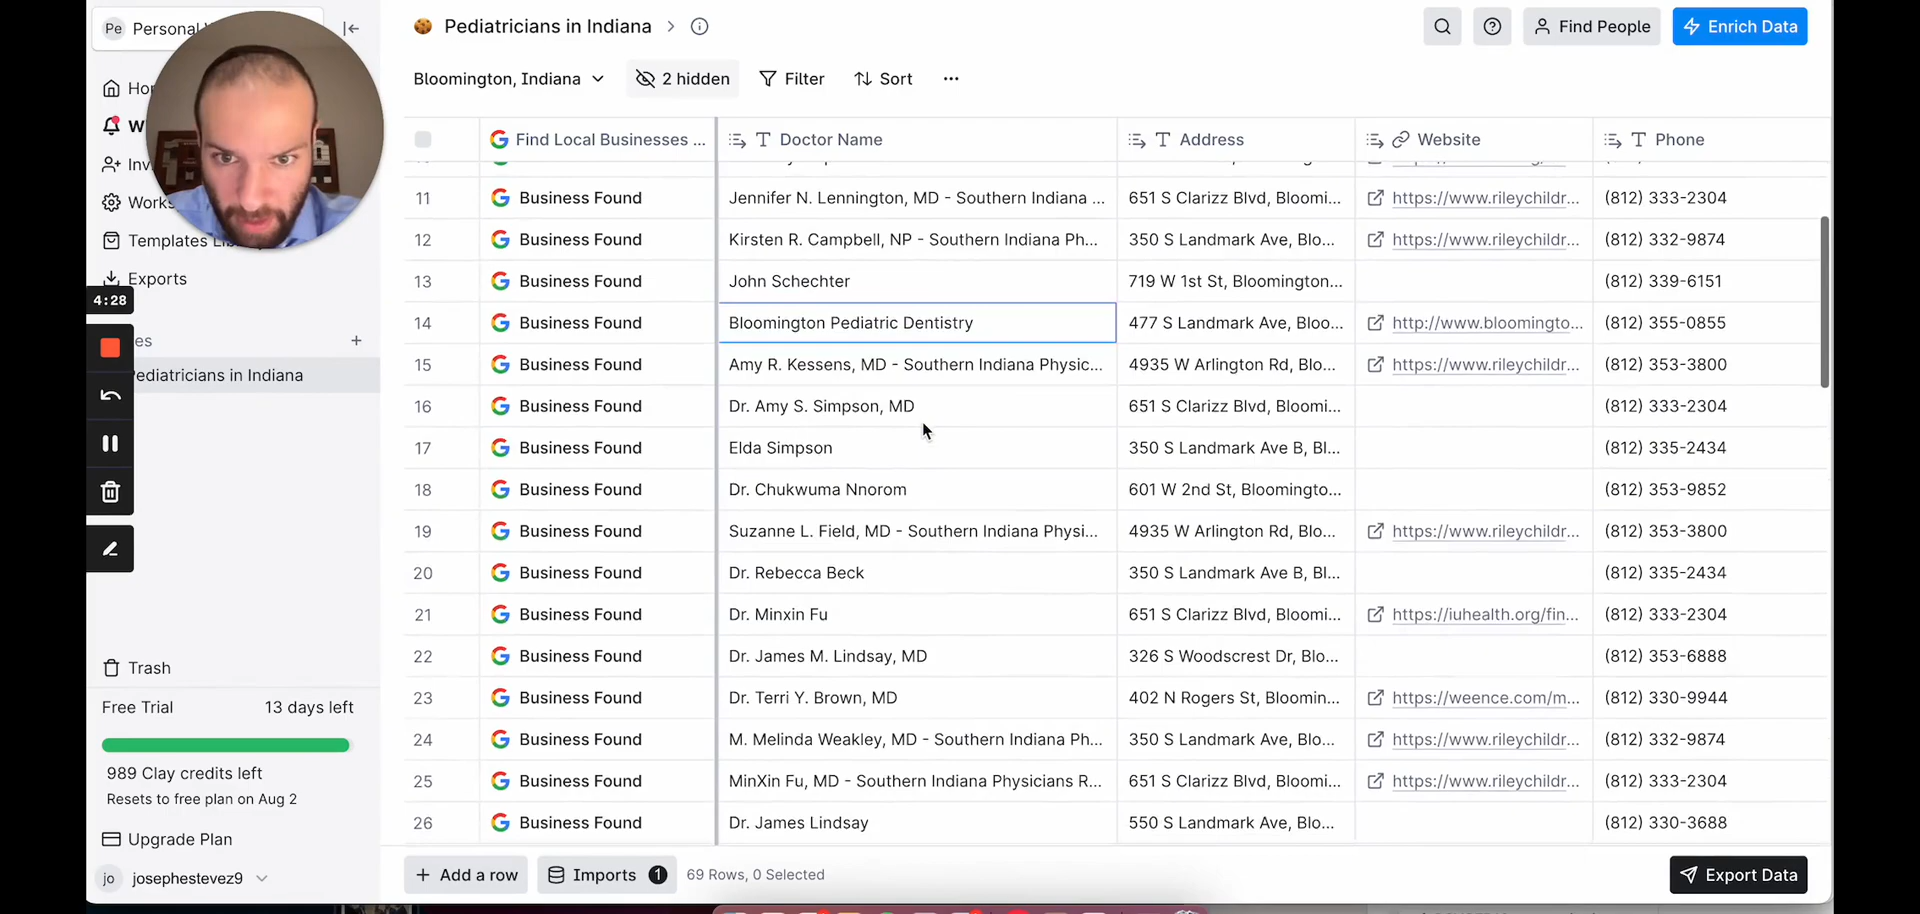 Pe Personal
Pediatricians in Indiana
Find People
Enrich Data
Bloomington, Indiana
2 hidden
Filter
Sort
Find Local Businesses ...
Doctor Name
Address
Website
Phone
11 Business Found Jennifer N. Lennington, MD - Southern Indiana ... 651 S Clarizz Blvd, Bloomi... https://www.rileychildr... (812) 333-2304
12 Business Found Kirsten R. Campbell, NP - Southern Indiana Ph... 350 S Landmark Ave, Blo... https://www.rileychildr... (812) 332-9874
13 Business Found John Schechter 719 W 1st St, Bloomington... (812) 339-6151
14 Business Found Bloomington Pediatric Dentistry 477 S Landmark Ave, Bloo... http://www.bloomingto... (812) 355-0855
15 Business Found Amy R. Kessens, MD - Southern Indiana Physic... 4935 W Arlington Rd, Blo... https://www.rileychildr... (812) 353-3800
16 Business Found Dr. Amy S. Simpson, MD 651 S Clarizz Blvd, Bloomi... (812) 333-2304
17 Business Found Elda Simpson 350 S Landmark Ave B, Bl... (812) 335-2434
18 Business Found Dr. Chukwuma Nnorom 601 W 2nd St, Bloomingto... (812) 353-9852
19 Business Found Suzanne L. Field, MD - Southern Indiana Physi... 4935 W Arlington Rd, Blo... https://www.rileychildr... (812) 353-3800
20 Business Found Dr. Rebecca Beck 350 S Landmark Ave B, Bl... (812) 335-2434
21 Business Found Dr. Minxin Fu 651 S Clarizz Blvd, Bloomi... https://iuhealth.org/fin... (812) 333-2304
22 Business Found Dr. James M. Lindsay, MD 326 S Woodscrest Dr, Blo... (812) 353-6888
23 Business Found Dr. Terri Y. Brown, MD 402 N Rogers St, Bloomin... https://weence.com/m... (812) 330-9944
24 Business Found M. Melinda Weakley, MD - Southern Indiana Ph... 350 S Landmark Ave, Blo... https://www.rileychildr... (812) 332-9874
25 Business Found MinXin Fu, MD - Southern Indiana Physicians R... 651 S Clarizz Blvd, Bloomi... https://www.rileychildr... (812) 333-2304
26 Business Found Dr. James Lindsay 550 S Landmark Ave, Blo... (812) 330-3688
Templates Li
Exports
4:28
es
Pediatricians in Indiana
Trash
Free Trial 13 days left
989 Clay credits left
Resets to free plan on Aug 2
Upgrade Plan
jo josephestevez9
Add a row
Imports 1
69 Rows, 0 Selected
Export Data